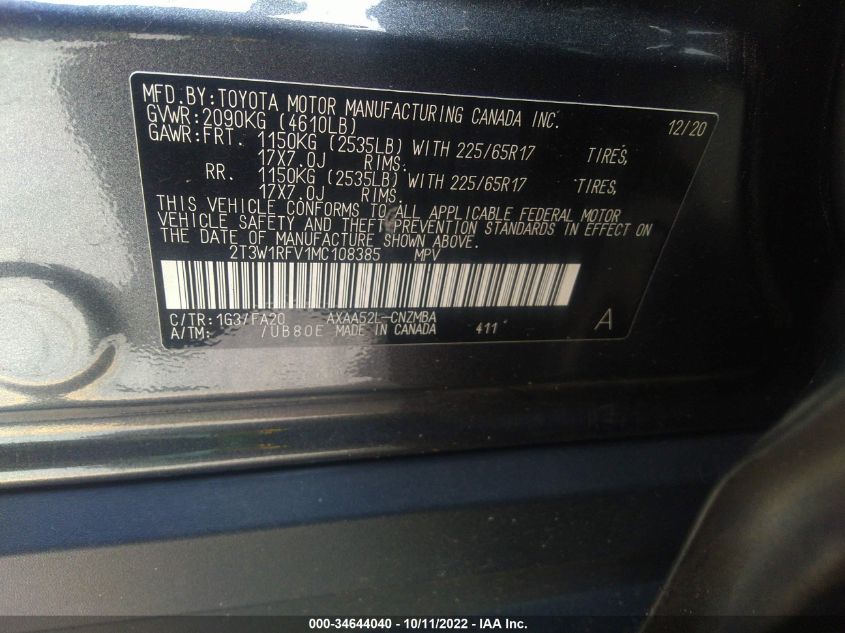 MFD.BY:TOYOTA MOTOR MANUFACTURING CANADA INC. 12/20
GVWR:2090KG (4610LB)
GAWR:FRT. 1150KG (2535LB) WITH 225/65R17 TIRES,
17X7.0J RIMS.
RR. 1150KG (2535LB) WITH 225/65R17 TIRES,
17X7.0J RIMS.
THIS VEHICLE CONFORMS TO ALL APPLICABLE FEDERAL MOTOR
VEHICLE SAFETY AND THEFT PREVENTION STANDARDS IN EFFECT ON
THE DATE OF MANUFACTURE SHOWN ABOVE.
2T3W1RFV1MC108385 MPV
C/TR:1G3/FA20 AXAA52L-CNZMBA
A/TM: /UB80E MADE IN CANADA 411 A
000-34644040 - 10/11/2022 - IAA Inc.